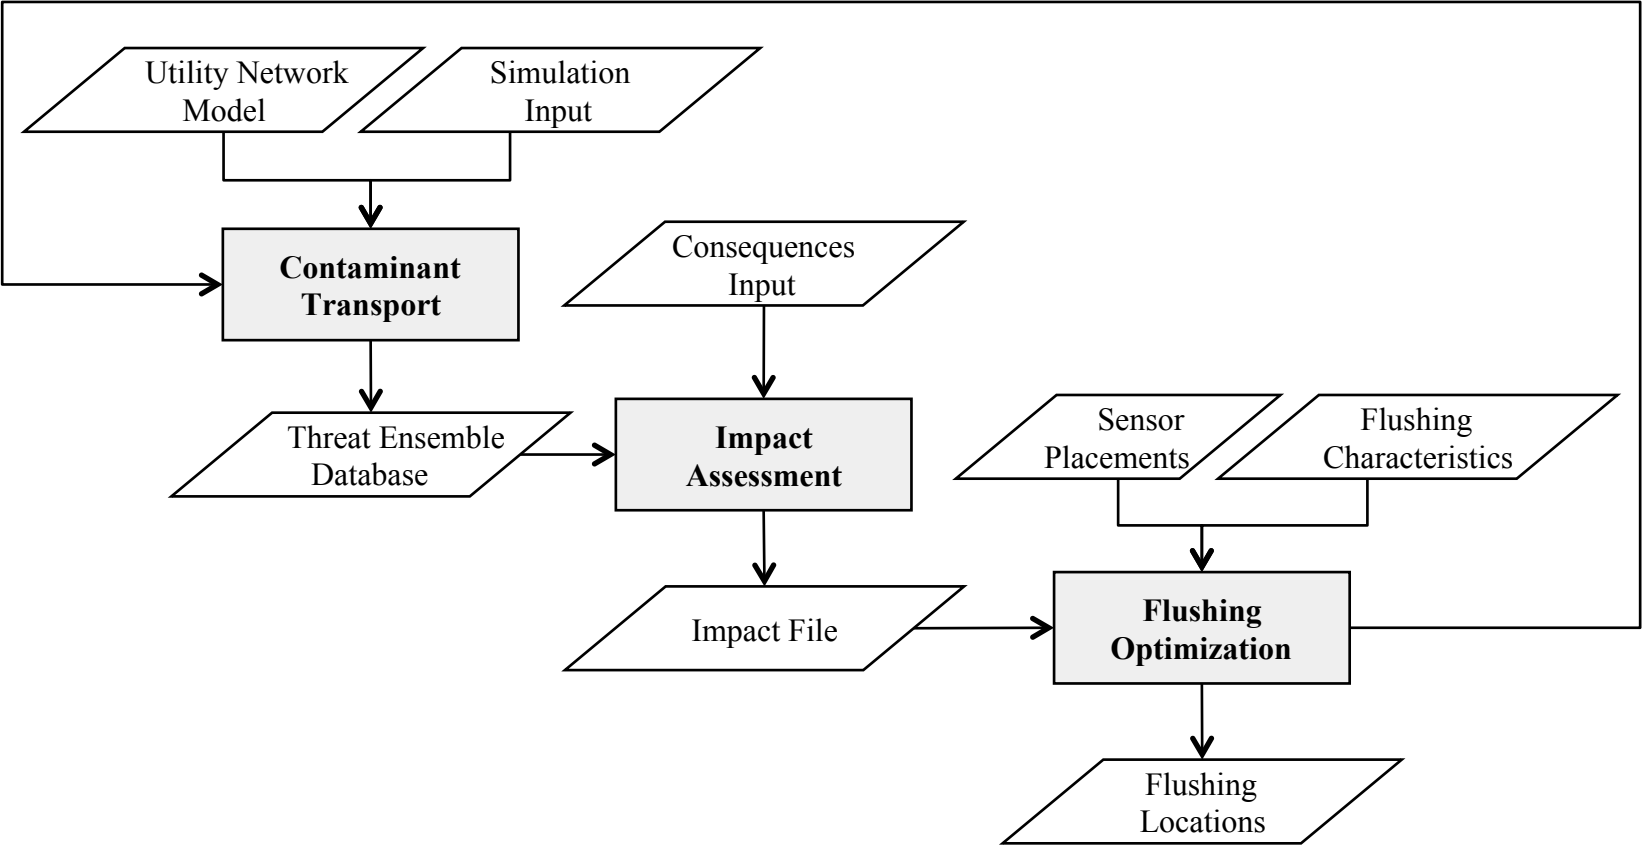 Utility Network
Model
Simulation
Input
Contaminant
Transport
Consequences
Input
Threat Ensemble
Database
Impact
Assessment
Sensor
Placements
Flushing
Characteristics
Impact File
Flushing
Optimization
Flushing
Locations